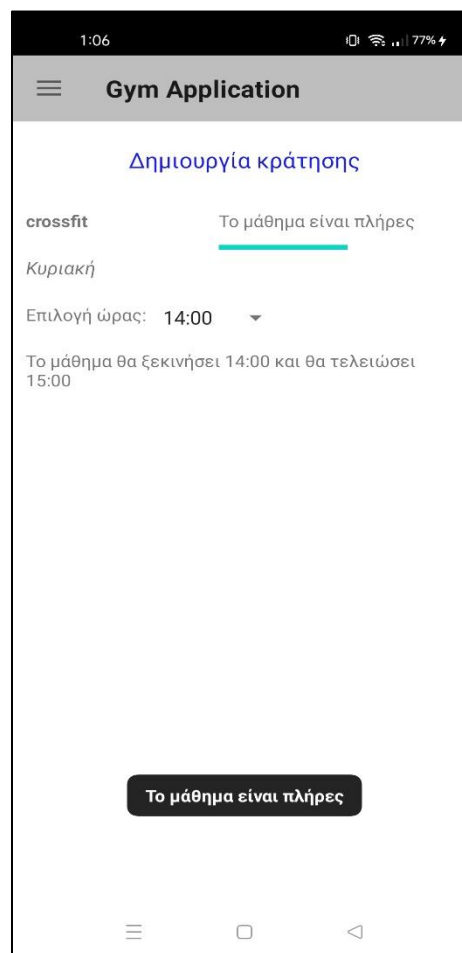 1:06 77%
Gym Application
Δημιουργία κράτησης
crossfit Το μάθημα είναι πλήρες
Κυριακή
Επιλογή ώρας: 14:00
Το μάθημα θα ξεκινήσει 14:00 και θα τελειώσει
15:00
Το μάθημα είναι πλήρες